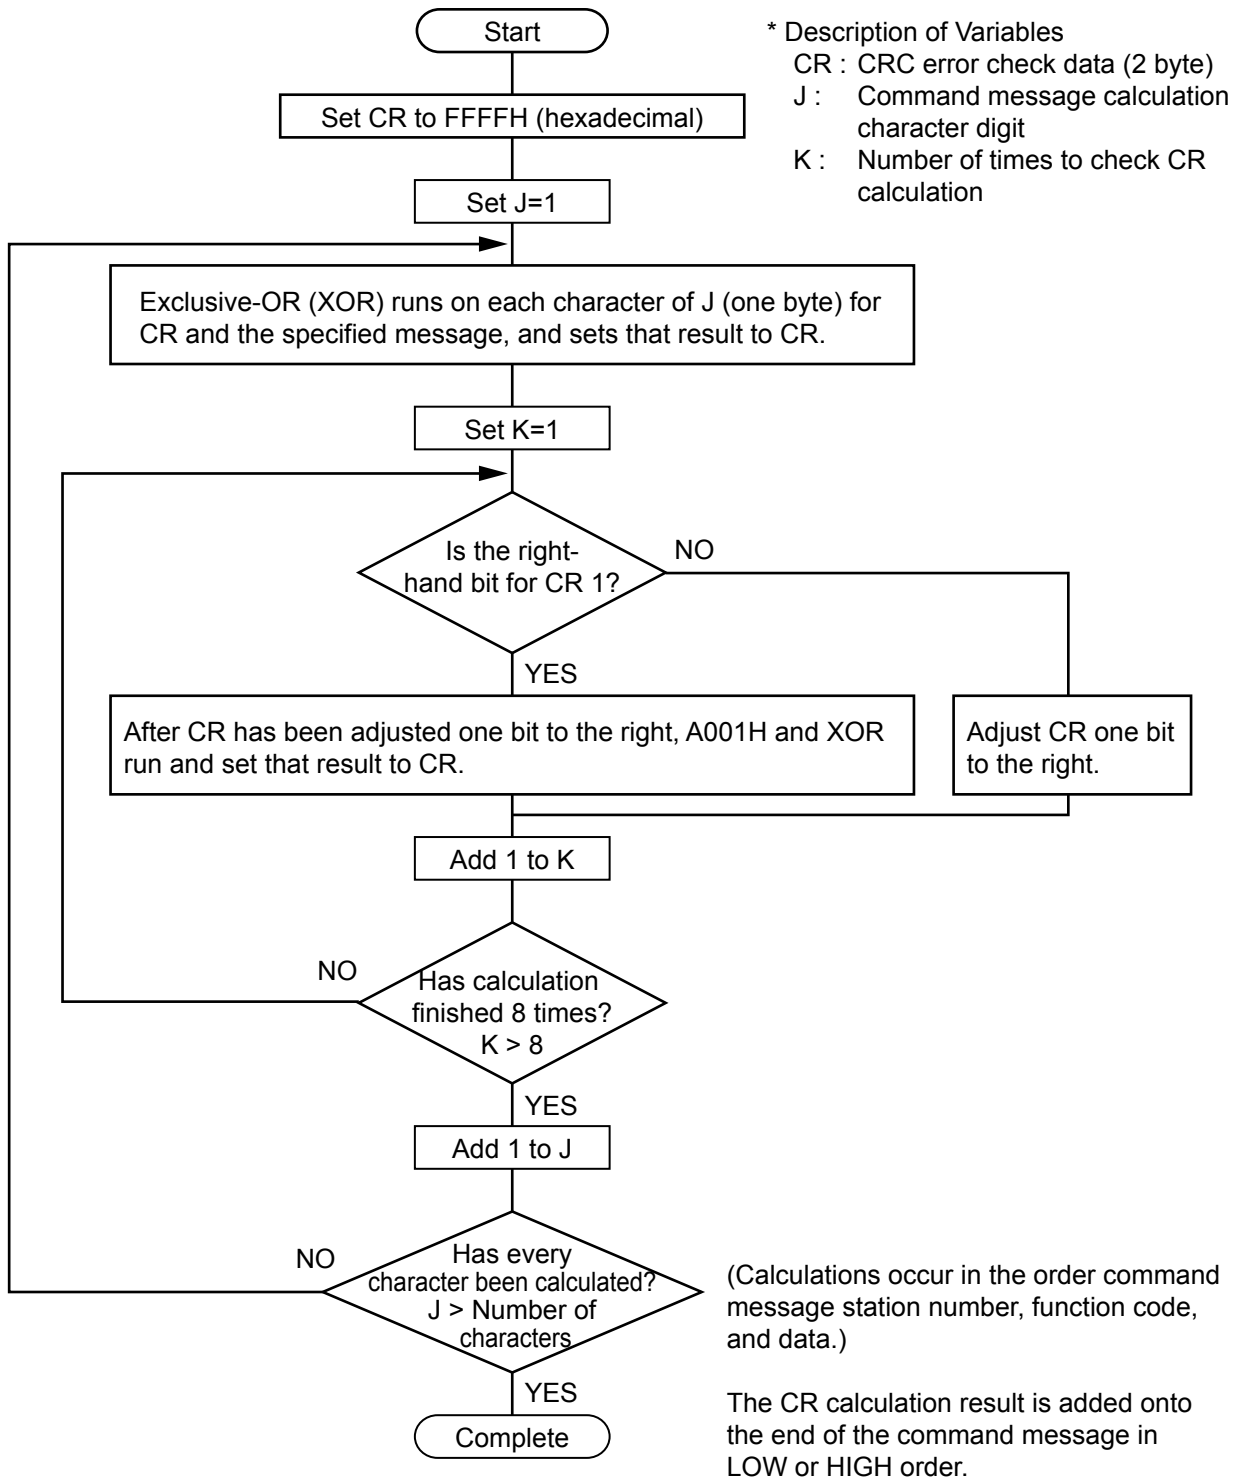 Start
* Description of Variables
CR : CRC error check data (2 byte)
J : Command message calculation
character digit
K : Number of times to check CR
calculation
Set CR to FFFFH (hexadecimal)
Set J=1
Exclusive-OR (XOR) runs on each character of J (one byte) for
CR and the specified message, and sets that result to CR.
Set K=1
Is the right-
hand bit for CR 1?
NO
YES
After CR has been adjusted one bit to the right, A001H and XOR
run and set that result to CR.
Adjust CR one bit
to the right.
Add 1 to K
NO
Has calculation
finished 8 times?
K > 8
YES
Add 1 to J
NO
Has every
character been calculated?
J > Number of
characters
YES
Complete
(Calculations occur in the order command
message station number, function code,
and data.)
The CR calculation result is added onto
the end of the command message in
LOW or HIGH order.